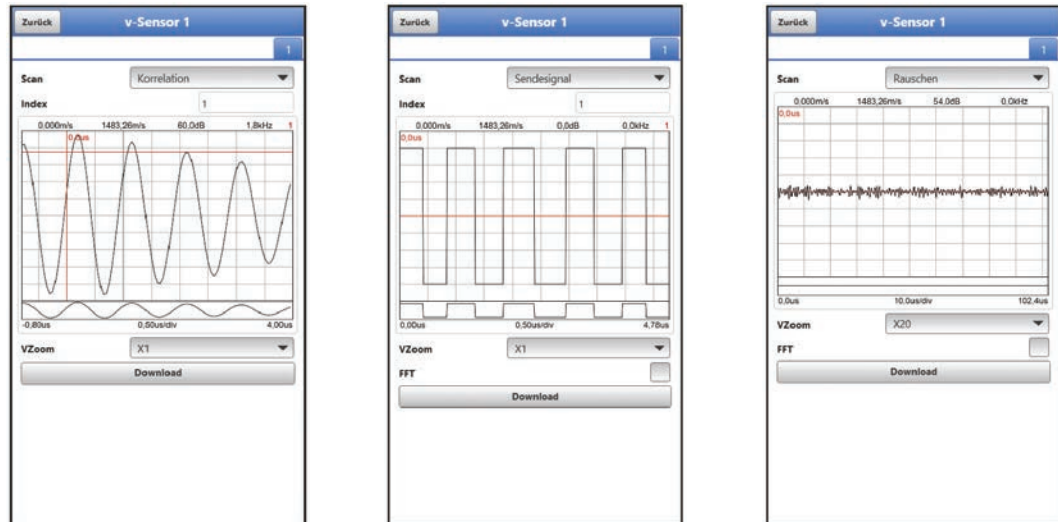 Zurück v-Sensor 1
1
Scan Korrelation
Index 1
0,000m/s 1483,26m/s 60,0dB 1,8kHz 1
0,0us
-0,80us 0,50us/div 4,00us
VZoom X1
Download
Zurück v-Sensor 1
1
Scan Sendesignal
Index 1
0,000m/s 1483,26m/s 0,0dB 0,0kHz 1
0,0us
0,00us 0,50us/div 4,78us
VZoom X1
FFT
Download
Zurück v-Sensor 1
1
Scan Rauschen
0,000m/s 1483,26m/s 54,0dB 0,0kHz
0,0us
0,0us 10,0us/div 102,4us
VZoom X20
FFT
Download